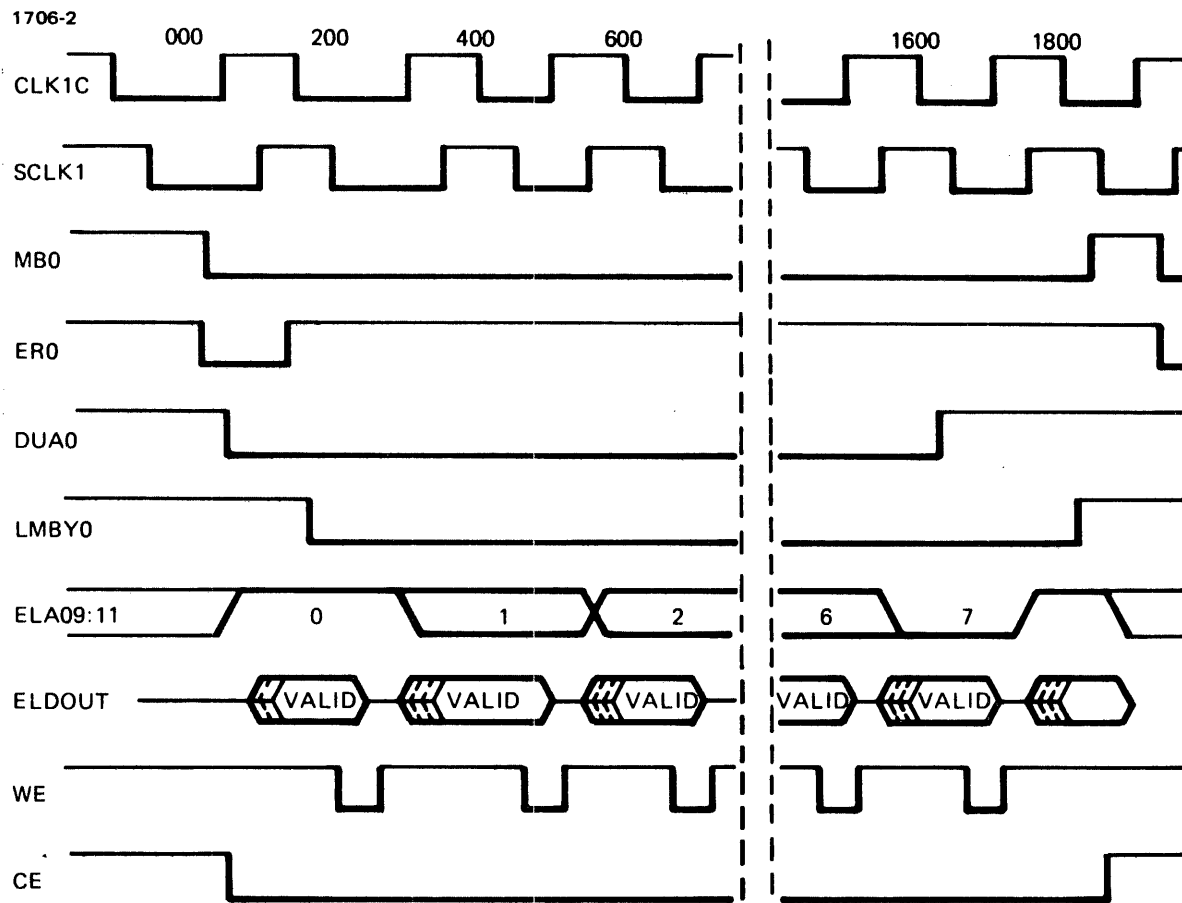 1706-2
000 200 400 600 1600 1800
CLK1C
SCLK1
MB0
ER0
DUA0
LMBY0
ELA09:11 0 1 2 6 7
ELDOUT VALID VALID VALID VALID VALID
WE
CE